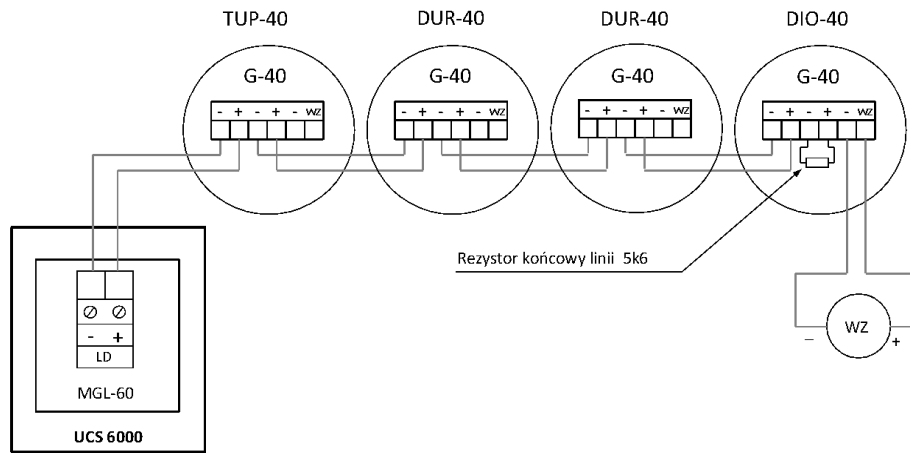 TUP-40 DUR-40 DUR-40 DIO-40
G-40 G-40 G-40 G-40
- + - + - WZ - + - + - WZ - + - + - WZ - + - + - WZ
Rezystor końcowy linii 5k6
WZ
- +
- +
LD
MGL-60
UCS 6000